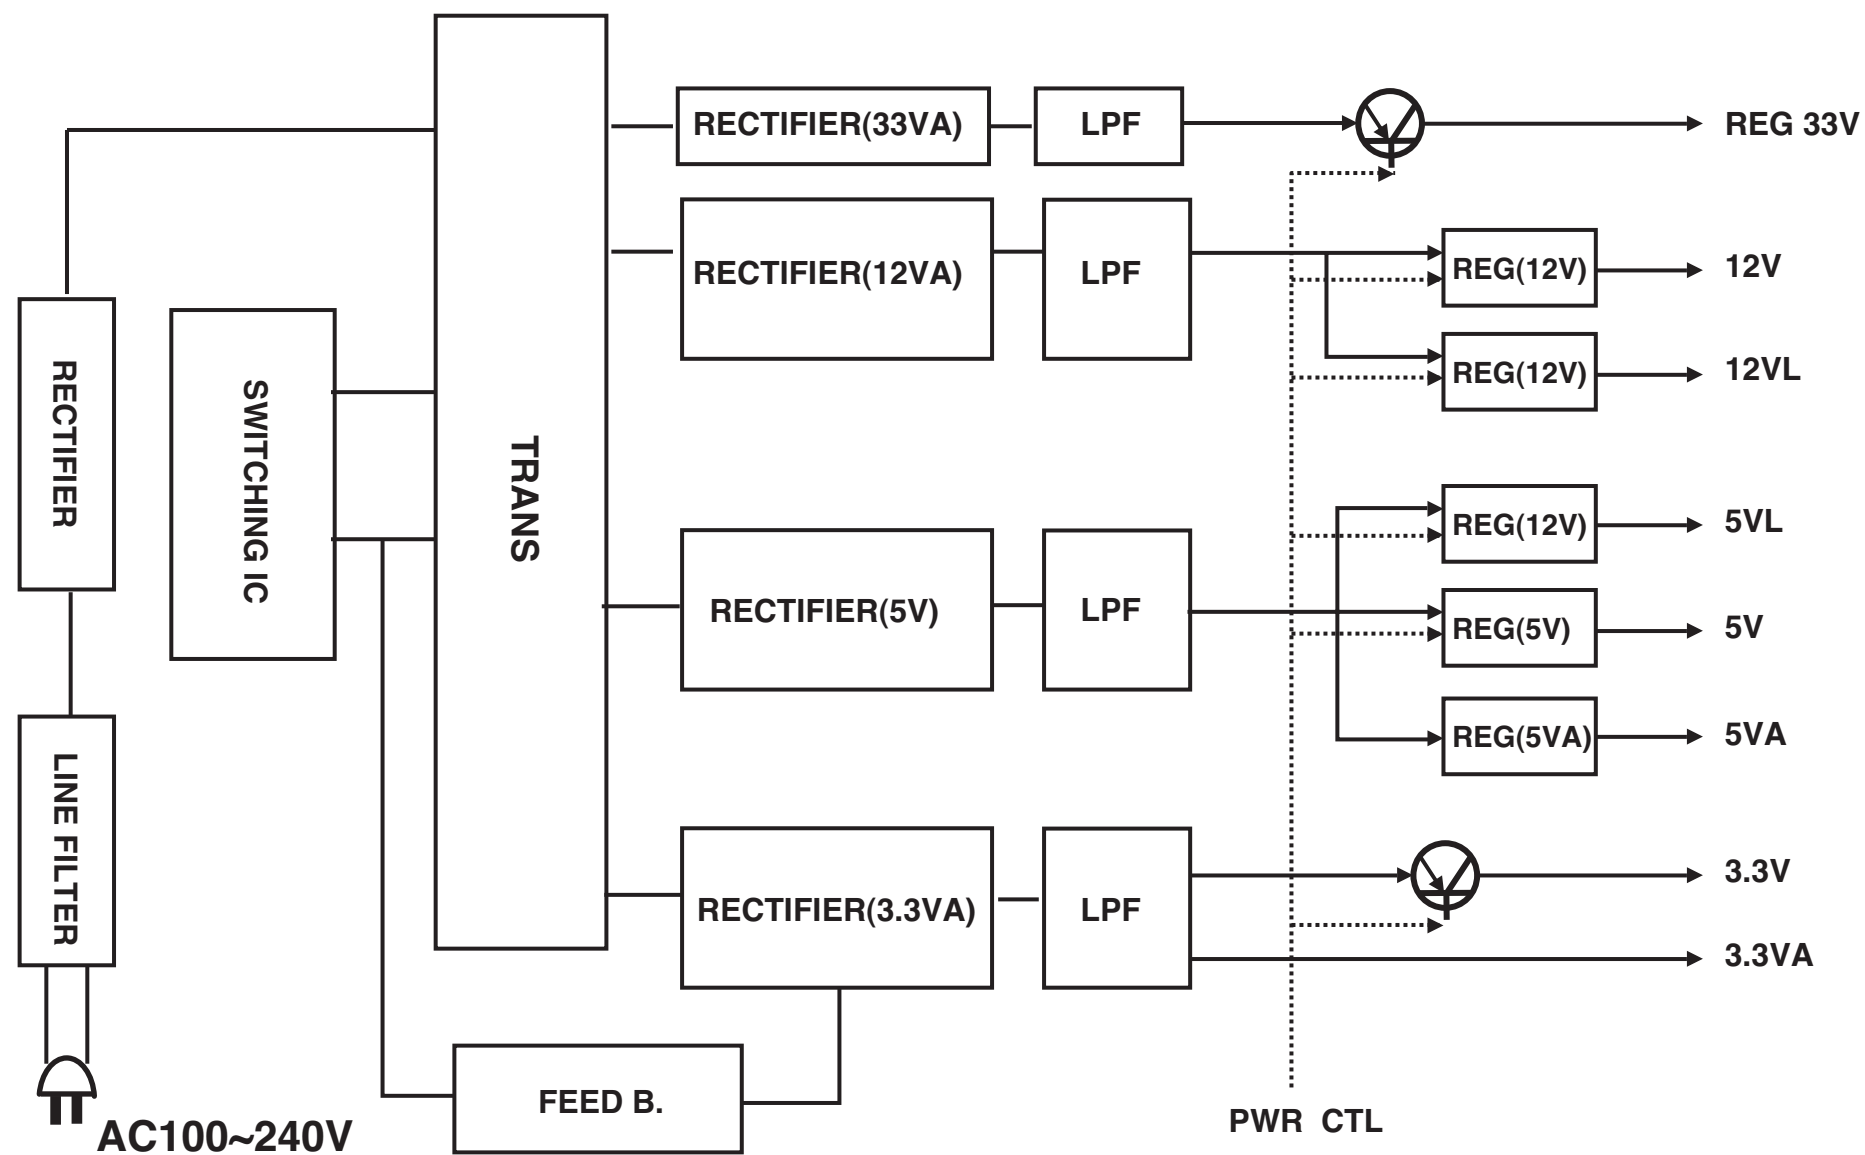 RECTIFIER(33VA)
LPF
REG 33V
RECTIFIER(12VA)
LPF
REG(12V)
12V
REG(12V)
12VL
RECTIFIER
SWITCHING IC
TRANS
REG(12V)
5VL
RECTIFIER(5V)
LPF
REG(5V)
5V
REG(5VA)
5VA
LINE FILTER
RECTIFIER(3.3VA)
LPF
3.3V
3.3VA
FEED B.
PWR CTL
AC100~240V